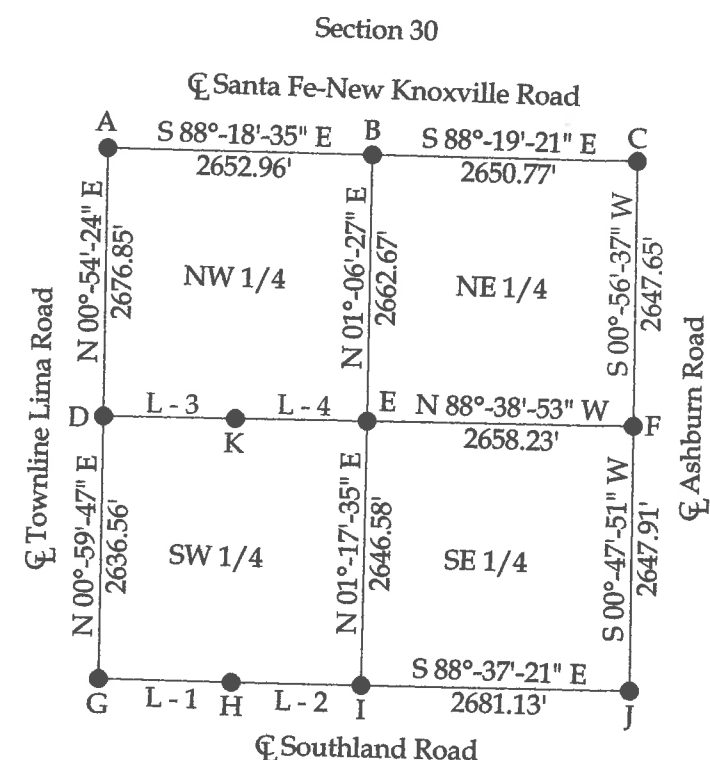 Section 30
℄ Santa Fe-New Knoxville Road
A
S 88°-18'-35" E
2652.96'
B
S 88°-19'-21" E
2650.77'
C
N 00°-54'-24" E
2676.85'
NW 1/4
N 01°-06'-27" E
2662.67'
NE 1/4
S 00°-56'-37" W
2647.65'
℄ Townline Lima Road
℄ Ashburn Road
D
L - 3
K
L - 4
E
N 88°-38'-53" W
2658.23'
F
N 00°-59'-47" E
2636.56'
SW 1/4
N 01°-17'-35" E
2646.58'
SE 1/4
S 00°-47'-51" W
2647.91'
G
L - 1
H
L - 2
I
S 88°-37'-21" E
2681.13'
J
℄ Southland Road